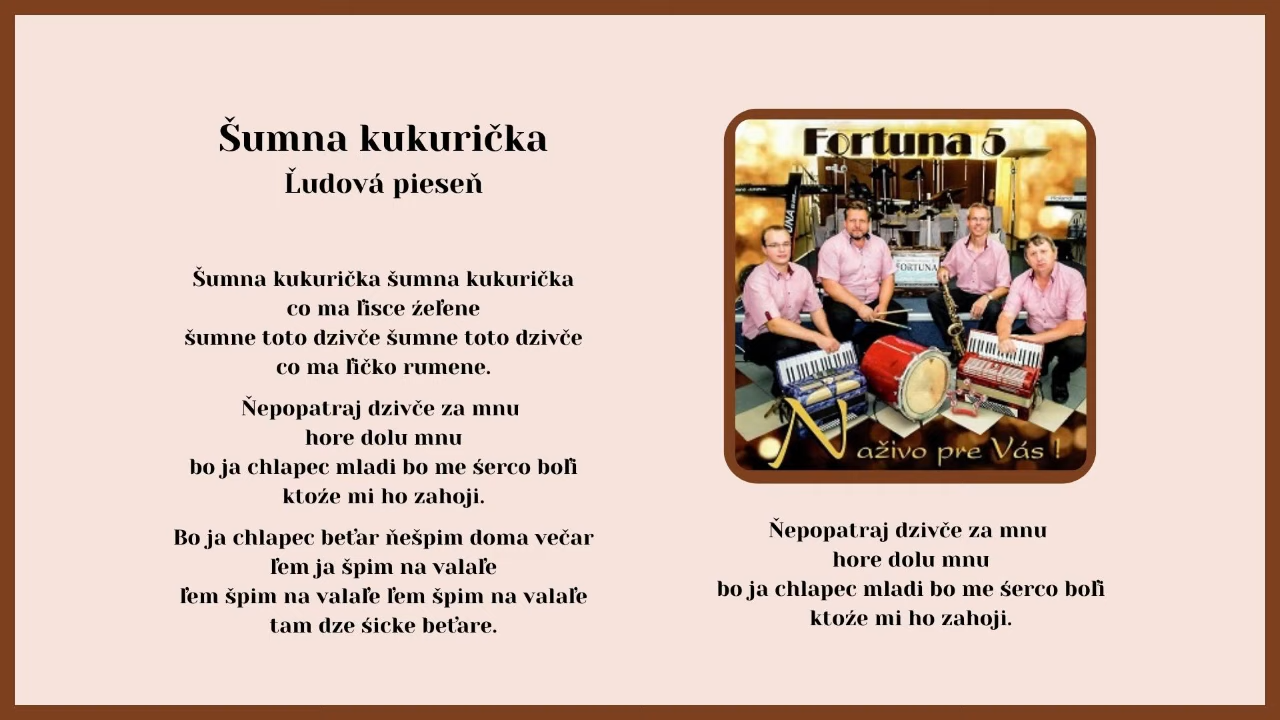 Šumna kukurička
Ľudová pieseň
Šumna kukurička šumna kukurička
co ma ľisce źeľene
šumne toto dzivče šumne toto dzivče
co ma ľičko rumene.
Ňepopatraj dzivče za mnu
hore dolu mnu
bo ja chlapec mladi bo me śerco boľi
ktoźe mi ho zahoji.
Bo ja chlapec beťar ňešpim doma večar
ľem ja špim na valaľe
ľem špim na valaľe ľem špim na valaľe
tam dze śicke beťare.
Fortuna 5
FORTUNA
Naživo pre Vás !
Ňepopatraj dzivče za mnu
hore dolu mnu
bo ja chlapec mladi bo me śerco boľi
ktoźe mi ho zahoji.